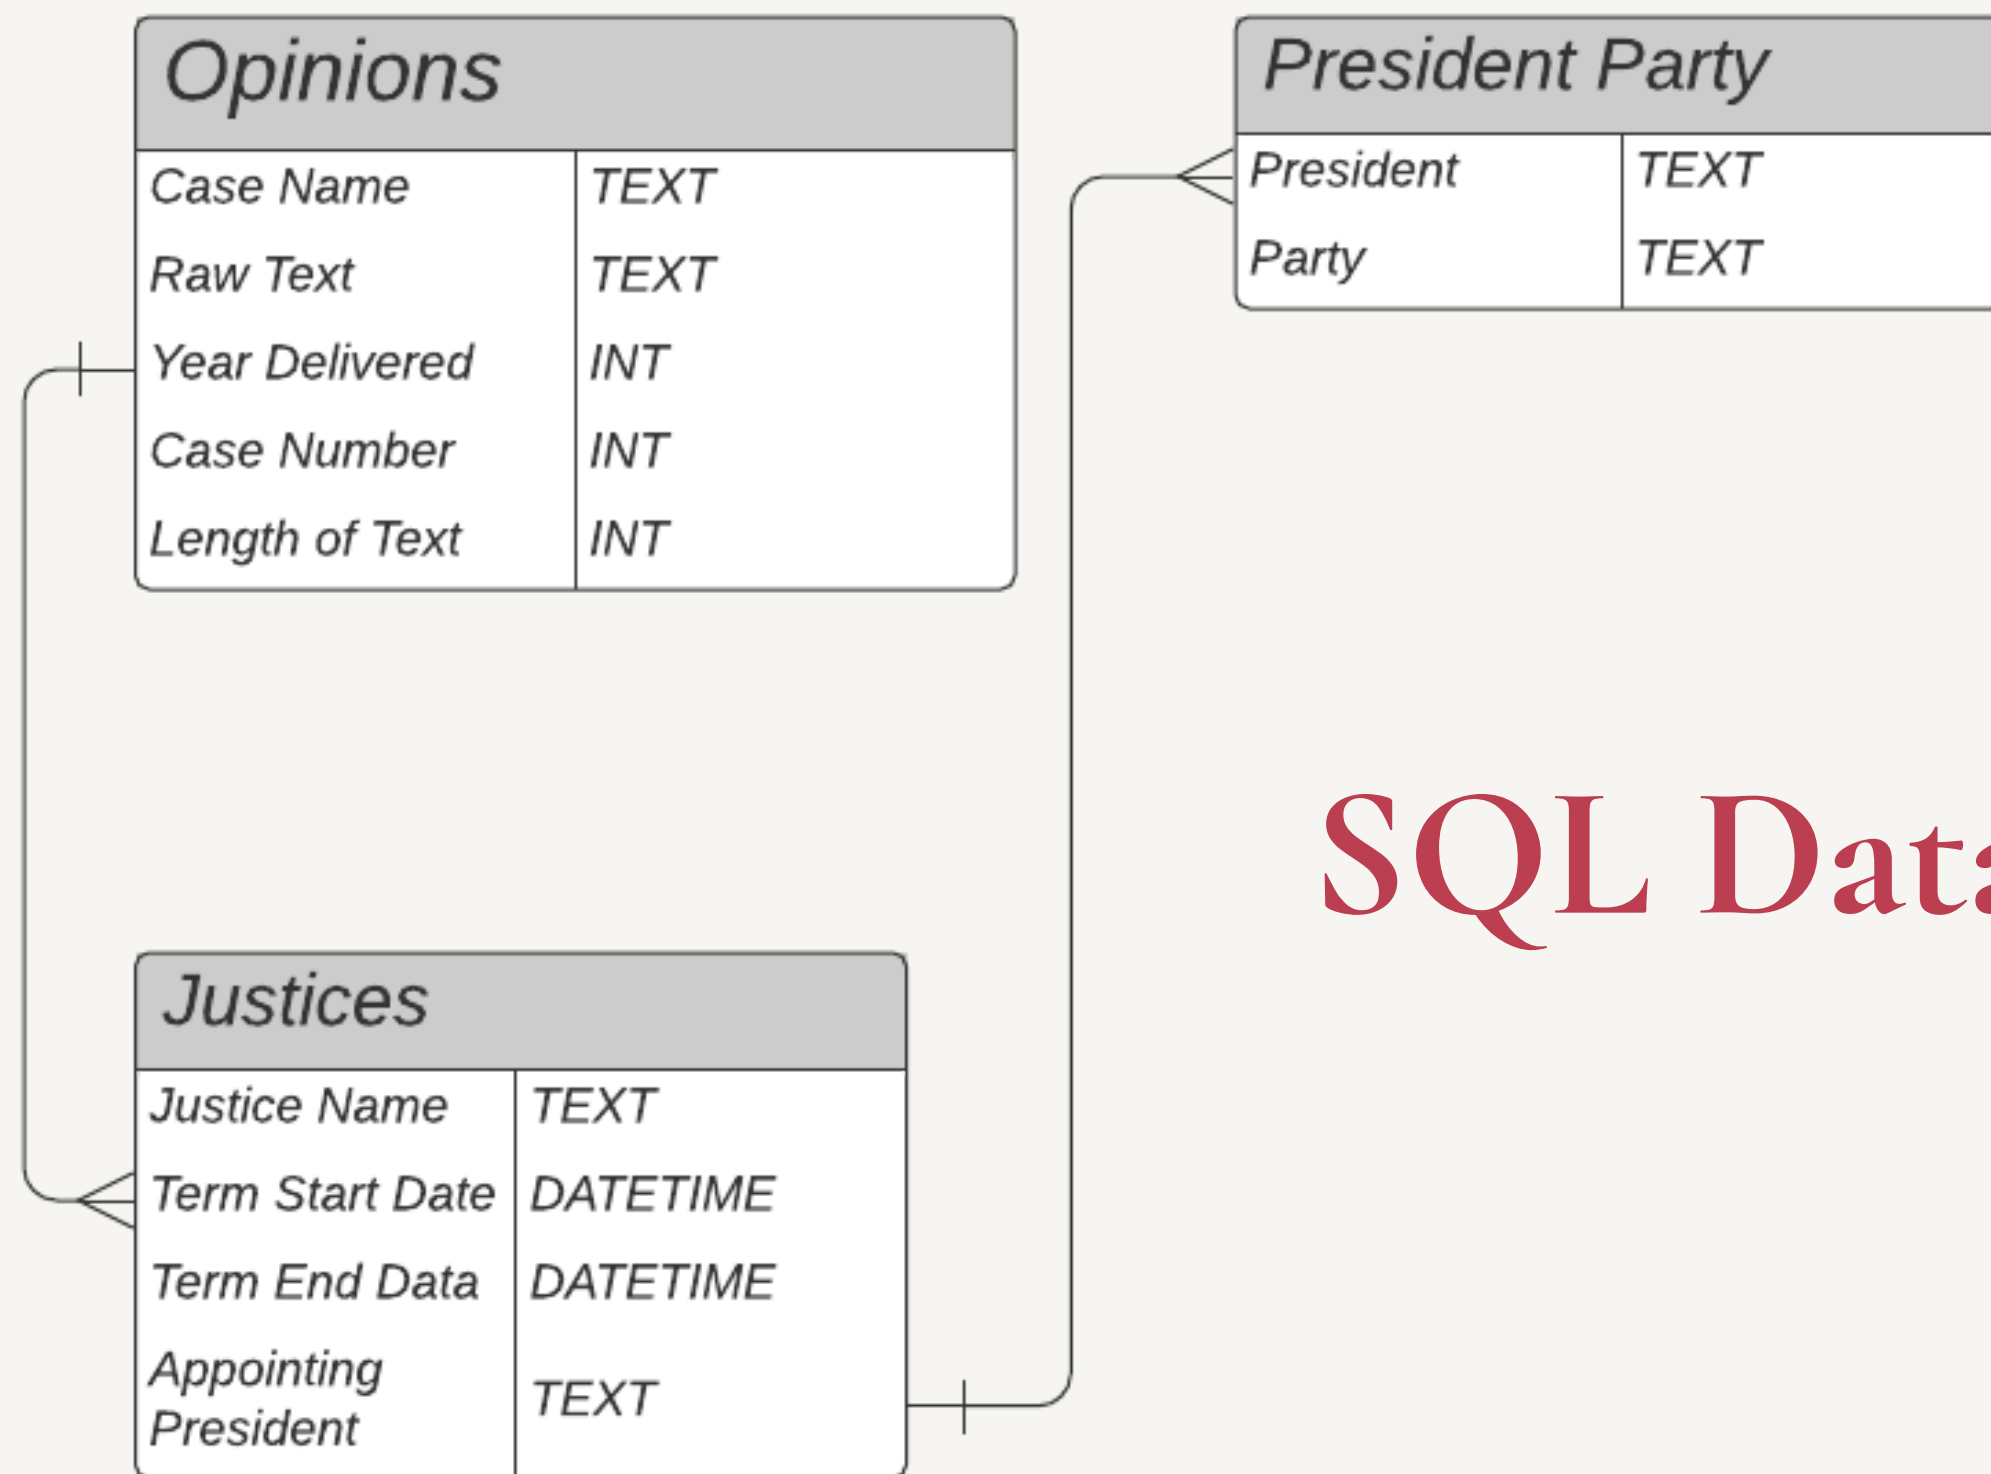 Opinions
Case Name TEXT
Raw Text TEXT
Year Delivered INT
Case Number INT
Length of Text INT
President Party
President TEXT
Party TEXT
SQL Data
Justices
Justice Name TEXT
Term Start Date DATETIME
Term End Data DATETIME
Appointing
President TEXT